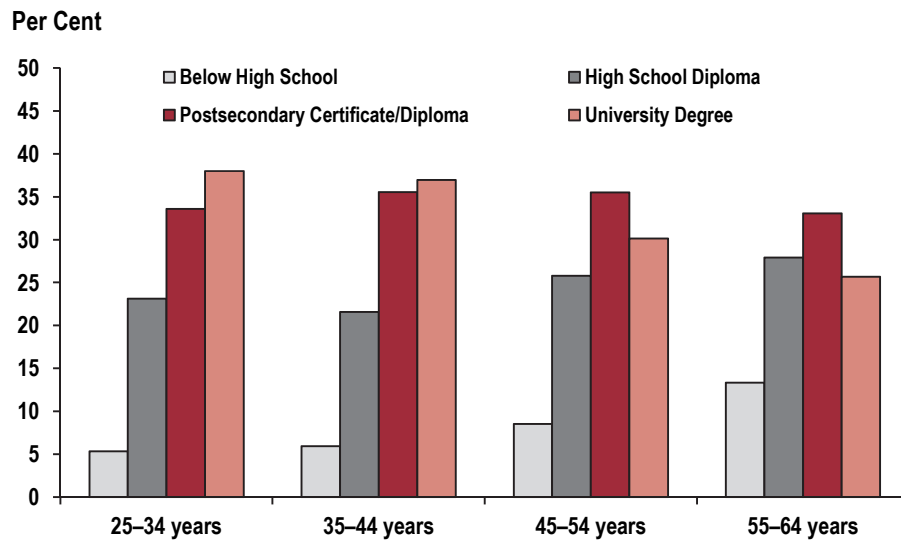 Per Cent
50
Below High School
High School Diploma
45
Postsecondary Certificate/Diploma
University Degree
40
35
30
25
20
15
10
5
0
25–34 years
35–44 years
45–54 years
55–64 years